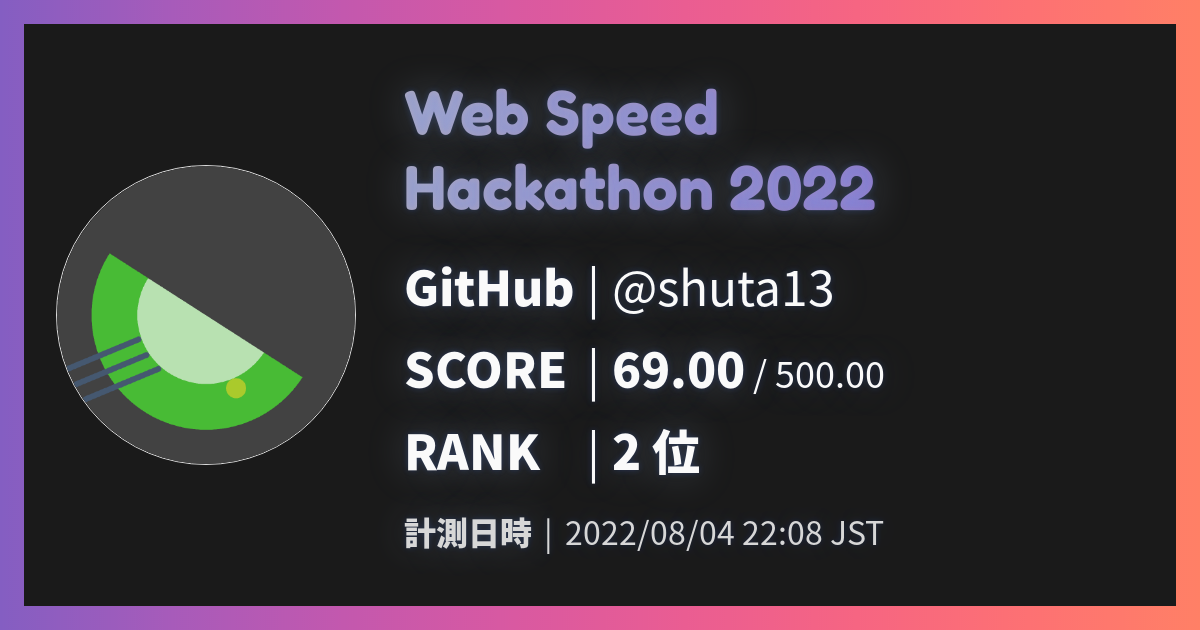 Web Speed
Hackathon 2022
GitHub | @shuta13
SCORE | 69.00 / 500.00
RANK | 2 位
計測日時 | 2022/08/04 22:08 JST